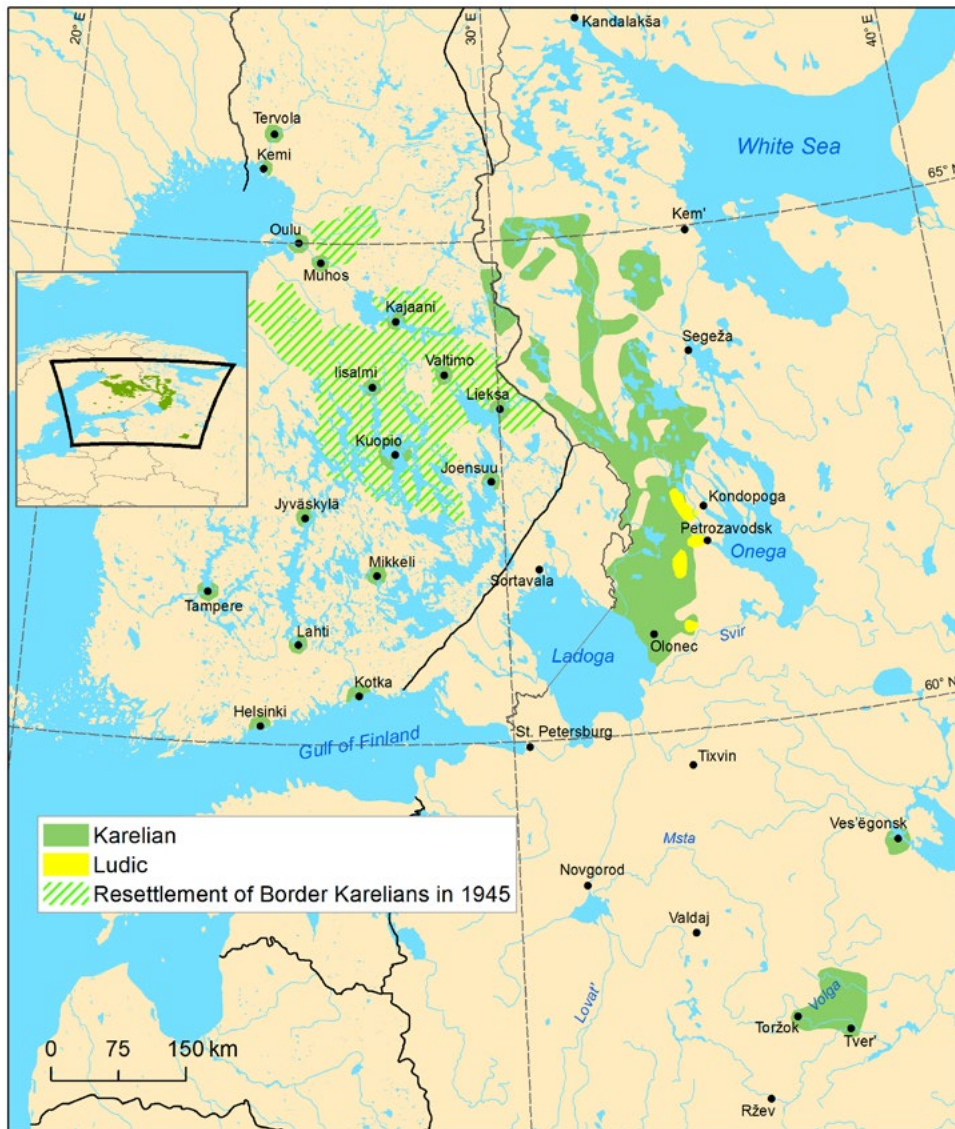 20° E
30° E
40° E
Kandalakša
Tervola
Kemi
White Sea
65° N
Kem'
Oulu
Muhos
Kajaani
Segeža
Valtimo
Iisalmi
Lieksa
Kuopio
Joensuu
Kondopoga
Jyväskylä
Petrozavodsk
Onega
Mikkeli
Sortavala
Tampere
Svir
Olonec
Lahti
Ladoga
60° N
Kotka
Helsinki
Gulf of Finland
St. Petersburg
Tixvin
Ves'ëgonsk
Karelian
Ludic
Resettlement of Border Karelians in 1945
Msta
Novgorod
Valdaj
Lovat'
Volga
Toržok
Tver'
0 75 150 km
Ržev